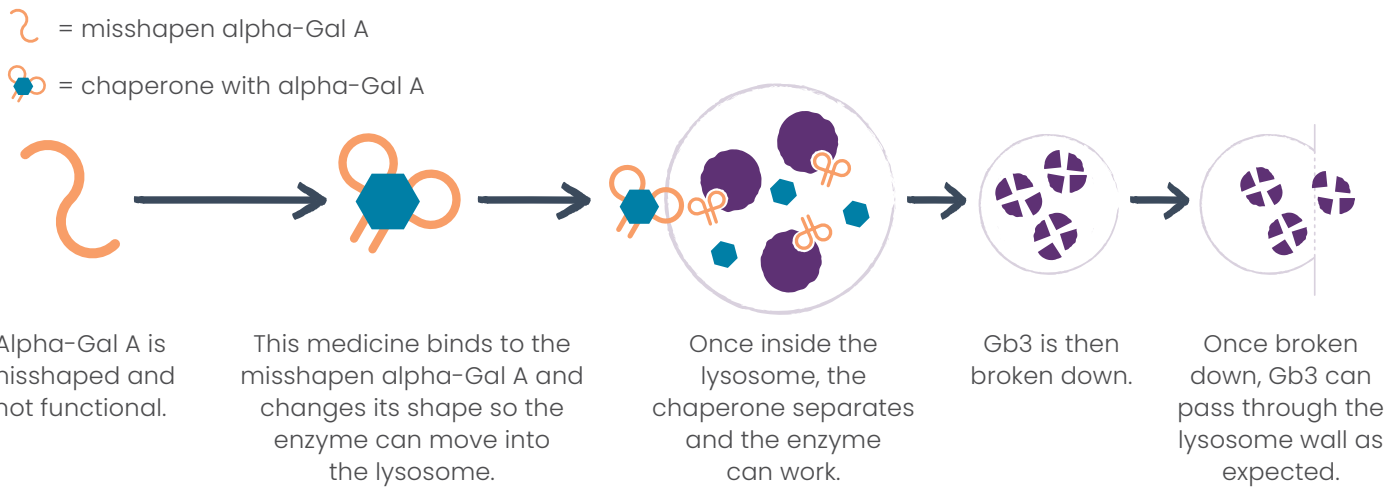 = misshapen alpha-Gal A
= chaperone with alpha-Gal A
Alpha-Gal A is
misshaped and
not functional.
This medicine binds to the
misshapen alpha-Gal A and
changes its shape so the
enzyme can move into
the lysosome.
Once inside the
lysosome, the
chaperone separates
and the enzyme
can work.
Gb3 is then
broken down.
Once broken
down, Gb3 can
pass through the
lysosome wall as
expected.